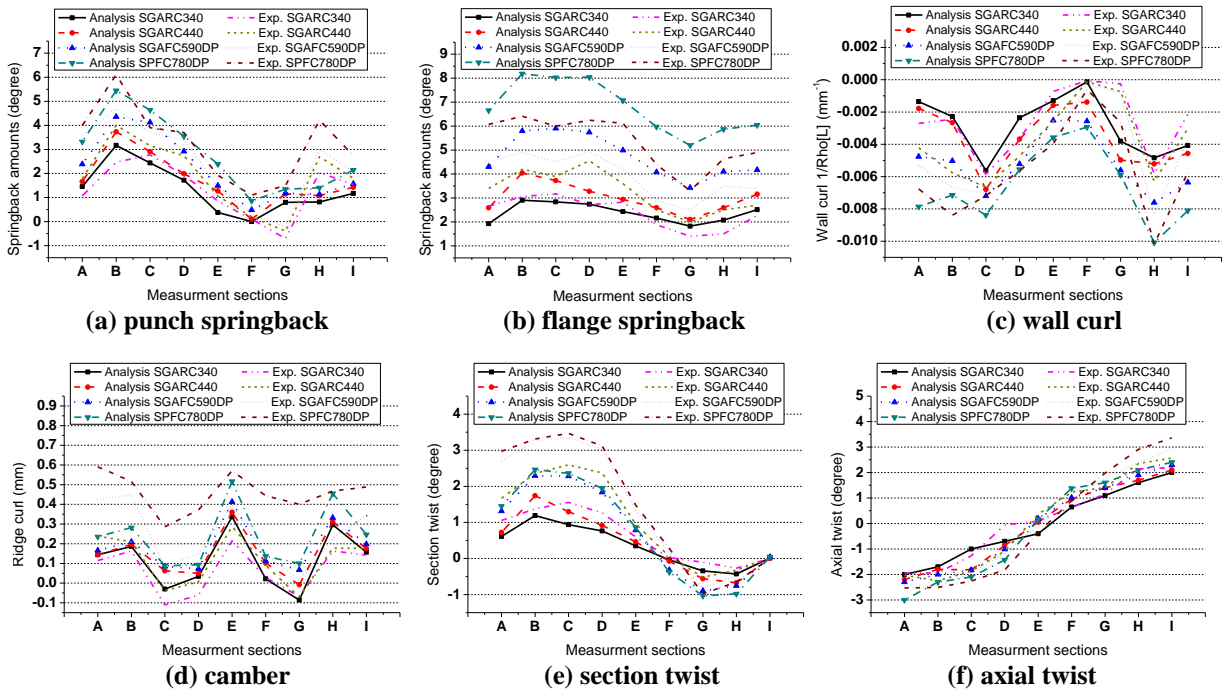 Analysis SGARC340 Exp. SGARC340
Analysis SGARC440 Exp. SGARC440
Analysis SGAFC590DP Exp. SGAFC590DP
Analysis SPFC780DP Exp. SPFC780DP
7
6
5
4
3
2
1
0
-1
Springback amounts (degree)
A B C D E F G H I
Measurment sections
(a) punch springback
Analysis SGARC340 Exp. SGARC340
Analysis SGARC440 Exp. SGARC440
Analysis SGAFC590DP Exp. SGAFC590DP
Analysis SPFC780DP Exp. SPFC780DP
9
8
7
6
5
4
3
2
1
Springback amounts (degree)
A B C D E F G H I
Measurment sections
(b) flange springback
Analysis SGARC340 Exp. SGARC340
Analysis SGARC440 Exp. SGARC440
Analysis SGAFC590DP Exp. SGAFC590DP
Analysis SPFC780DP Exp. SPFC780DP
0.002
0.000
-0.002
-0.004
-0.006
-0.008
-0.010
Wall curl 1/Rho[L] (mm⁻¹)
A B C D E F G H I
Measurment sections
(c) wall curl
Analysis SGARC340 Exp. SGARC340
Analysis SGARC440 Exp. SGARC440
Analysis SGAFC590DP Exp. SGAFC590DP
Analysis SPFC780DP Exp. SPFC780DP
0.9
0.8
0.7
0.6
0.5
0.4
0.3
0.2
0.1
0.0
-0.1
Ridge curl (mm)
A B C D E F G H I
Measurment sections
(d) camber
Analysis SGARC340 Exp. SGARC340
Analysis SGARC440 Exp. SGARC440
Analysis SGAFC590DP Exp. SGAFC590DP
Analysis SPFC780DP Exp. SPFC780DP
4
3
2
1
0
-1
Section twist (degree)
A B C D E F G H I
Measurment sections
(e) section twist
Analysis SGARC340 Exp. SGARC340
Analysis SGARC440 Exp. SGARC440
Analysis SGAFC590DP Exp. SGAFC590DP
Analysis SPFC780DP Exp. SPFC780DP
5
4
3
2
1
0
-1
-2
-3
Axial twist (degree)
A B C D E F G H I
Measurment sections
(f) axial twist